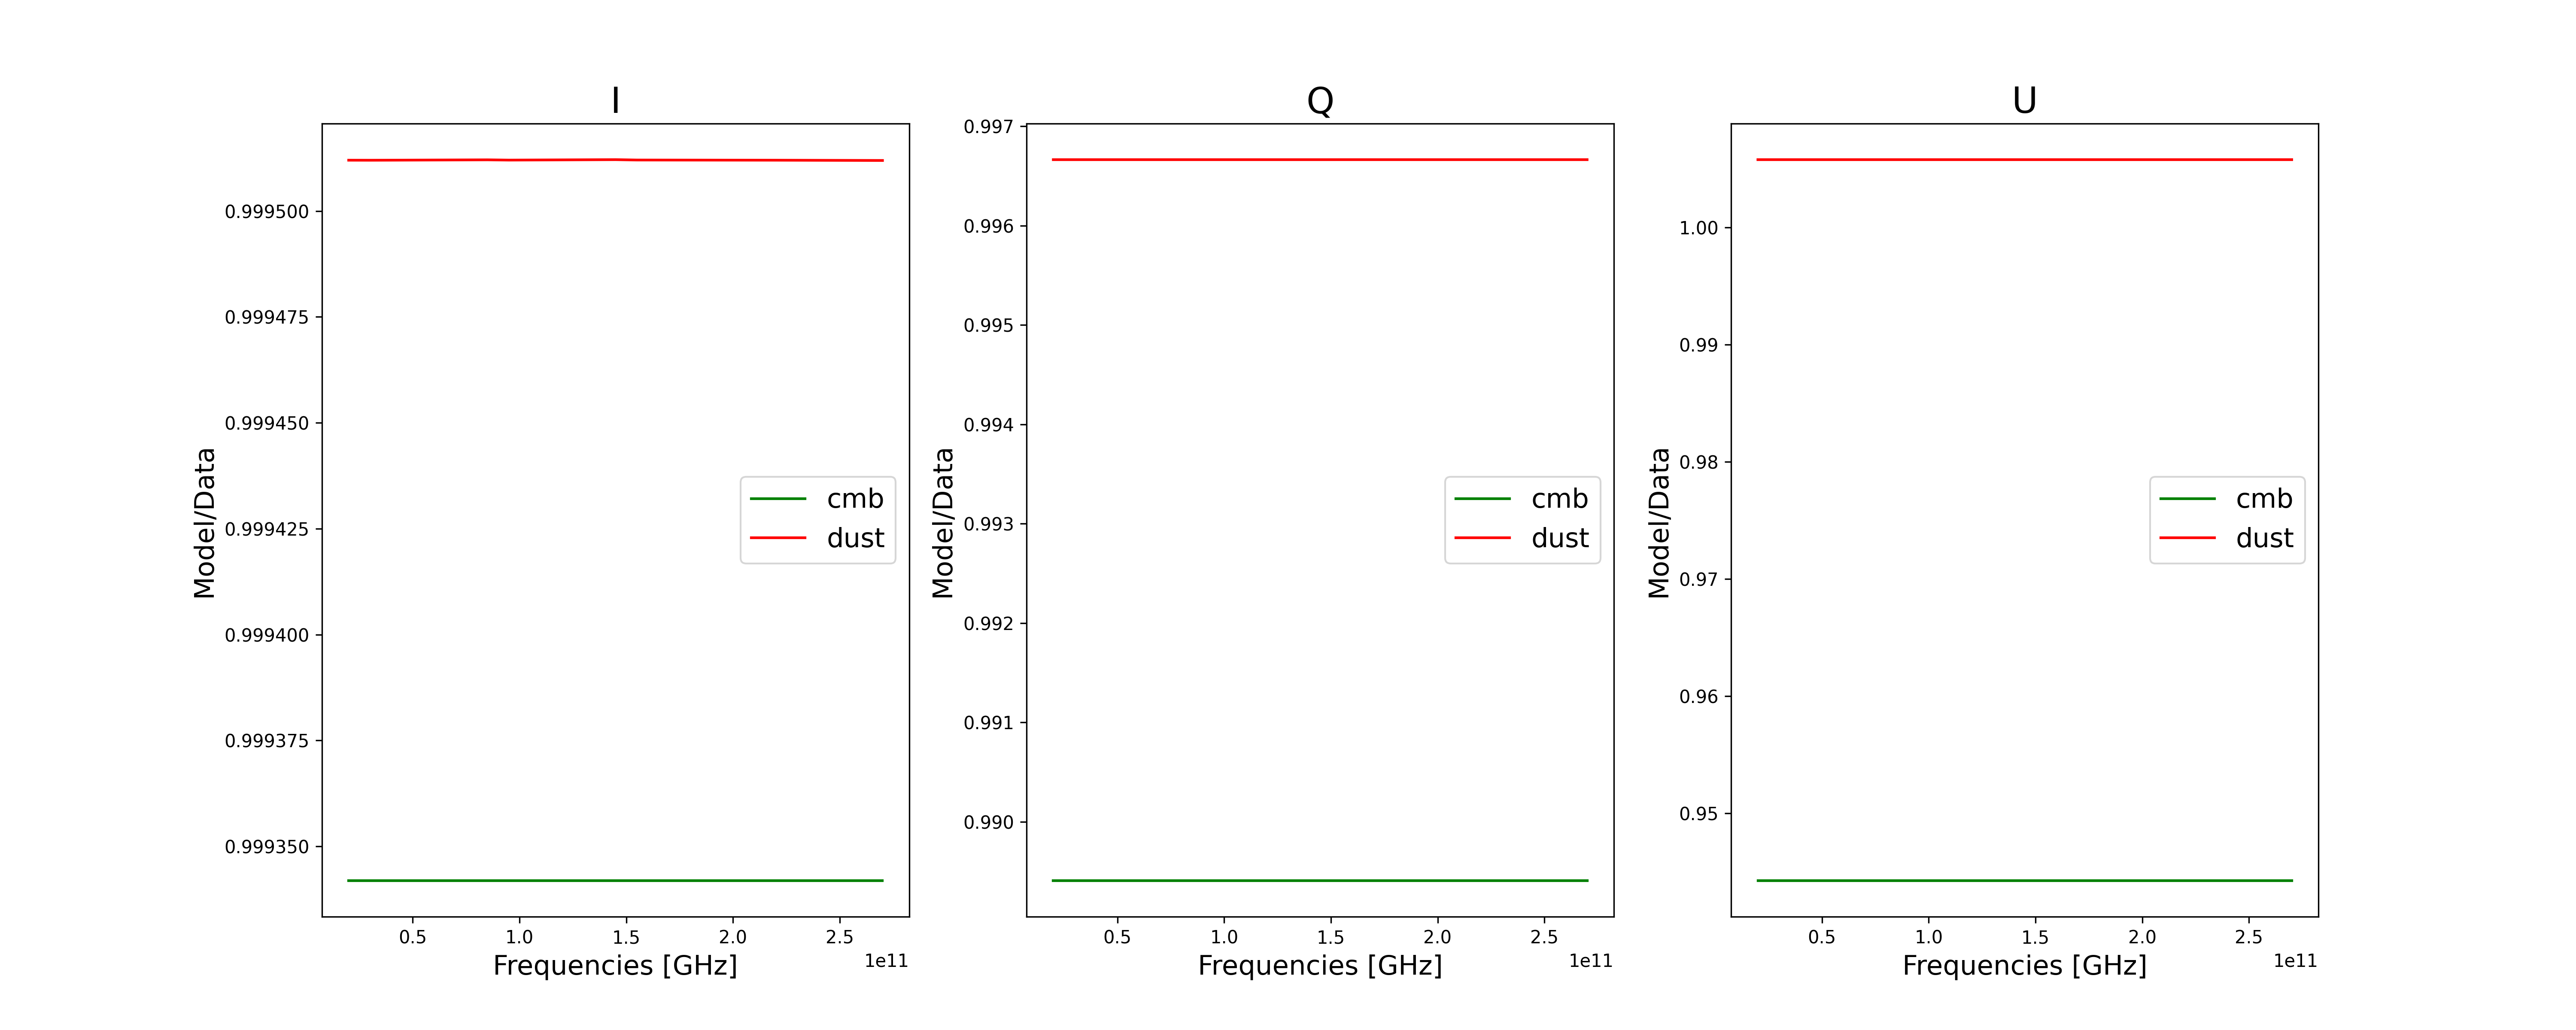 I
0.999500
0.999475
0.999450
0.999425
0.999400
0.999375
0.999350
Model/Data
cmb
dust
0.5 1.0 1.5 2.0 2.5
1e11
Frequencies [GHz]
Q
0.997
0.996
0.995
0.994
0.993
0.992
0.991
0.990
Model/Data
cmb
dust
0.5 1.0 1.5 2.0 2.5
1e11
Frequencies [GHz]
U
1.00
0.99
0.98
0.97
0.96
0.95
Model/Data
cmb
dust
0.5 1.0 1.5 2.0 2.5
1e11
Frequencies [GHz]